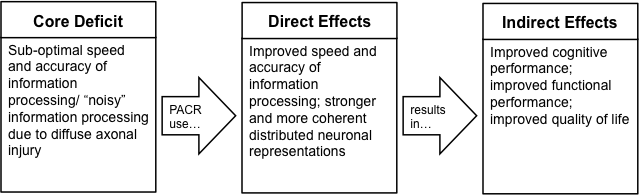 Core Deficit
Sub-optimal speed
and accuracy of
information
processing/ “noisy”
information processing
due to diffuse axonal
injury
PACR
use…
Direct Effects
Improved speed and
accuracy of
information
processing; stronger
and more coherent
distributed neuronal
representations
results
in…
Indirect Effects
Improved cognitive
performance;
improved functional
performance;
improved quality of life